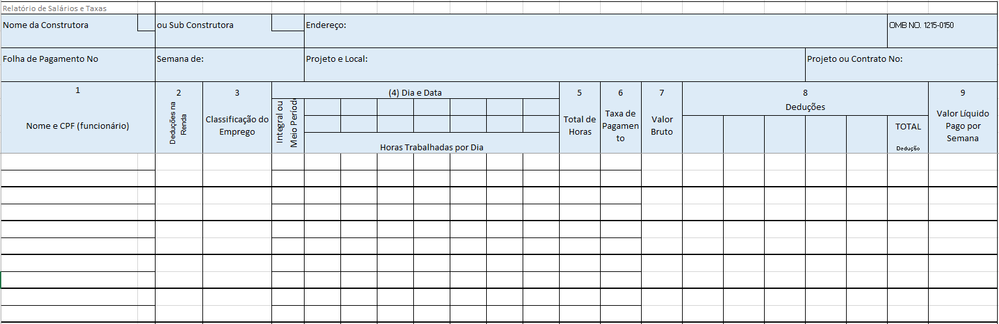 Relatório de Salários e Taxas
Nome da Construtora
ou Sub Construtora
Endereço:
OMB NO. 1215-0150
Folha de Pagamento No
Semana de:
Projeto e Local:
Projeto ou Contrato No:
1
Nome e CPF (funcionário)
2
Deduções na
Renda
3
Classificação do
Emprego
Integral ou
Meio Período
(4) Dia e Data
Horas Trabalhadas por Dia
5
Total de
Horas
6
Taxa de
Pagamen
to
7
Valor
Bruto
8
Deduções
TOTAL
Dedução
9
Valor Líquido
Pago por
Semana